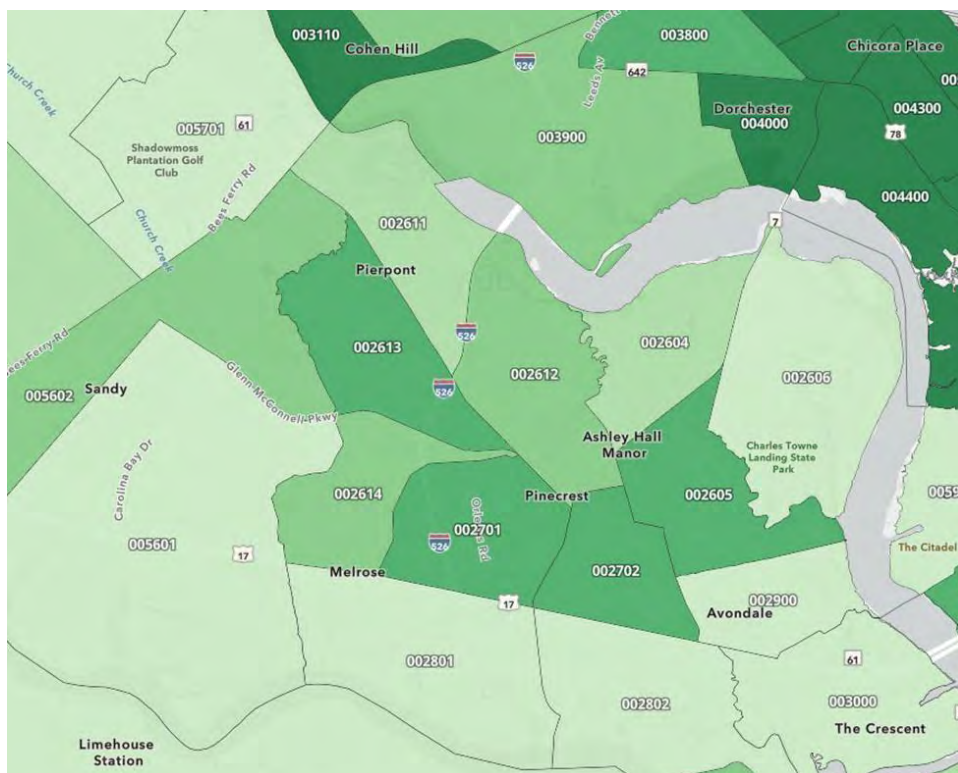 003110
Cohen Hill
Church Creek
005701
61
Shadowmoss
Plantation Golf
Club
Bees Ferry Rd
Church Creek
526
Leeds Av
642
003800
Chicora Place
Dorchester
004000
004300
78
003900
004400
7
002611
Pierpont
526
002613
526
002612
002604
002606
Bees Ferry Rd
005602
Sandy
Glenn McConnell Pkwy
Ashley Hall
Manor
Charles Towne
Landing State
Park
Carolina Bay Dr
002614
Pinecrest
002605
002701
526
005601
17
The Citadel
Melrose
002702
17
002900
Avondale
002801
61
002802
003000
The Crescent
Limehouse
Station